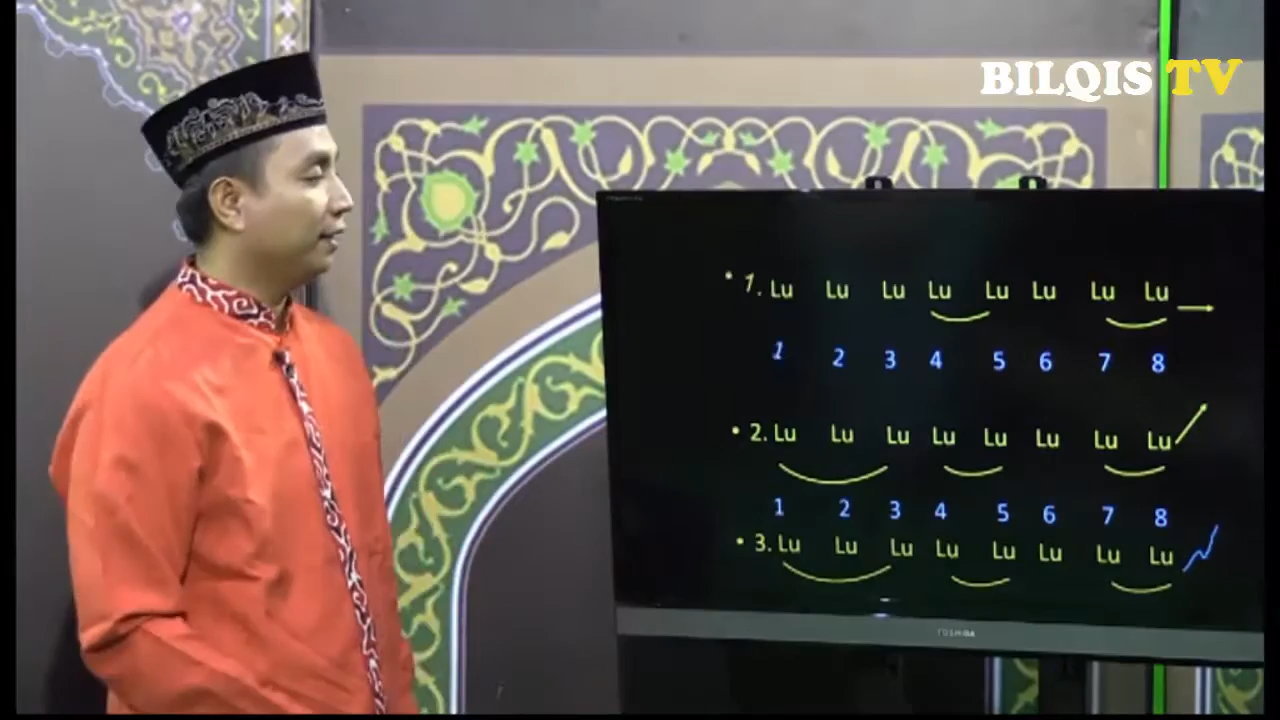 BILQIS TV
• 1. Lu Lu Lu Lu Lu Lu Lu Lu
1 2 3 4 5 6 7 8
• 2. Lu Lu Lu Lu Lu Lu Lu Lu
1 2 3 4 5 6 7 8
• 3. Lu Lu Lu Lu Lu Lu Lu Lu
TOSHIBA